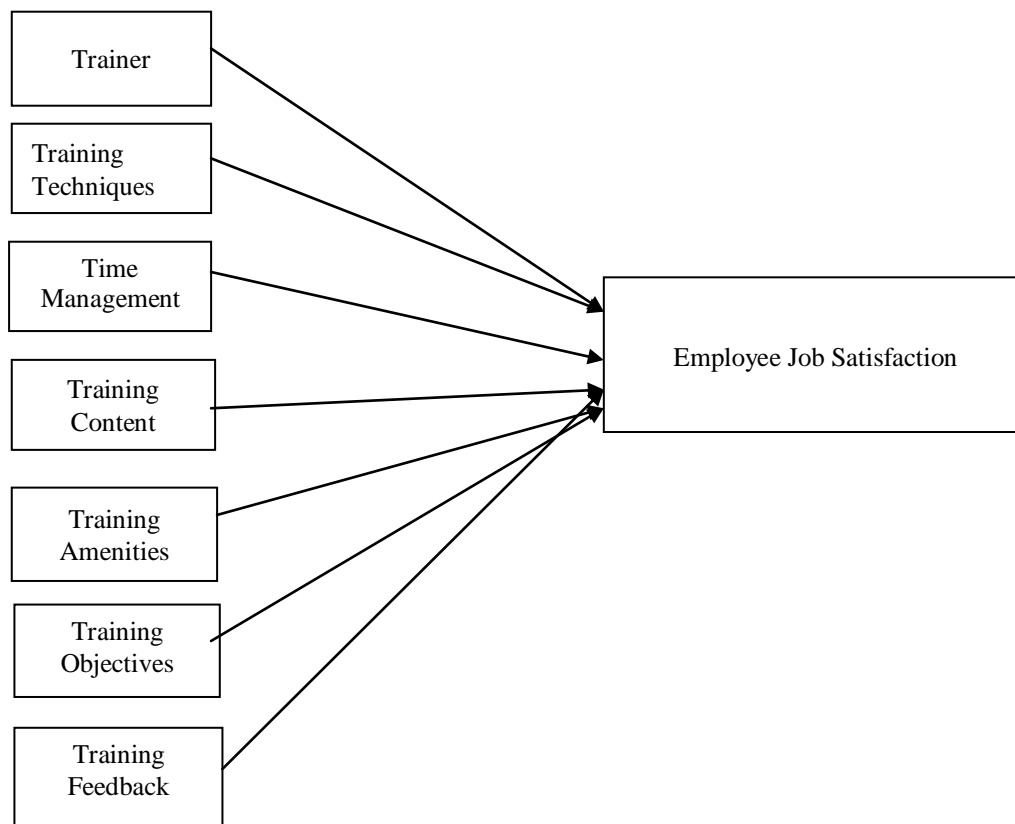 Trainer
Training
Techniques
Time
Management
Employee Job Satisfaction
Training
Content
Training
Amenities
Training
Objectives
Training
Feedback